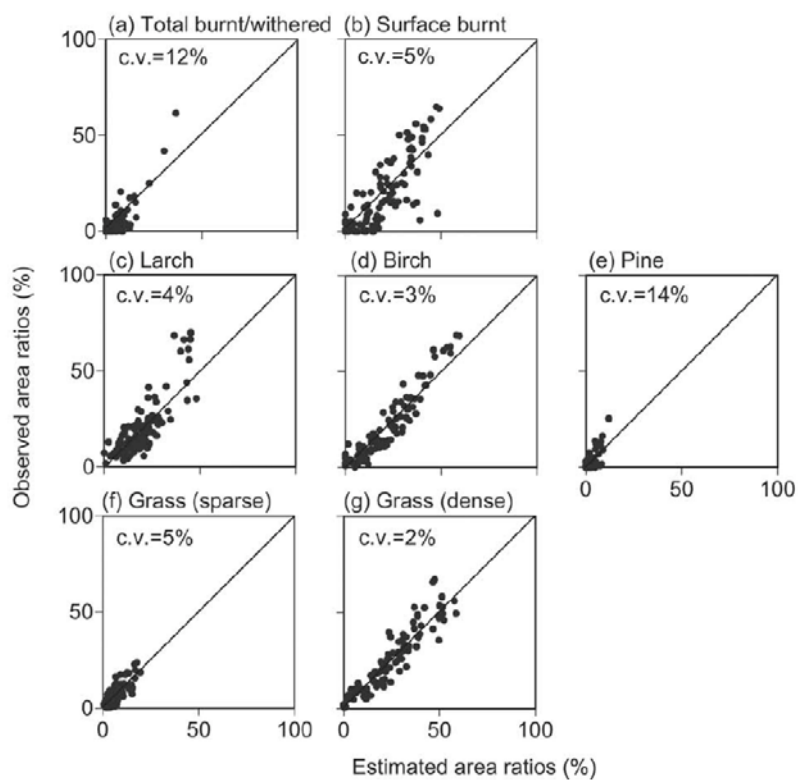 (a) Total burnt/withered
(b) Surface burnt
100
c.v.=12%
c.v.=5%
50
0
(c) Larch
(d) Birch
(e) Pine
100
c.v.=4%
c.v.=3%
c.v.=14%
50
0
0 50 100
(f) Grass (sparse)
(g) Grass (dense)
100
c.v.=5%
c.v.=2%
50
0
0 50 100
0 50 100
Observed area ratios (%)
Estimated area ratios (%)